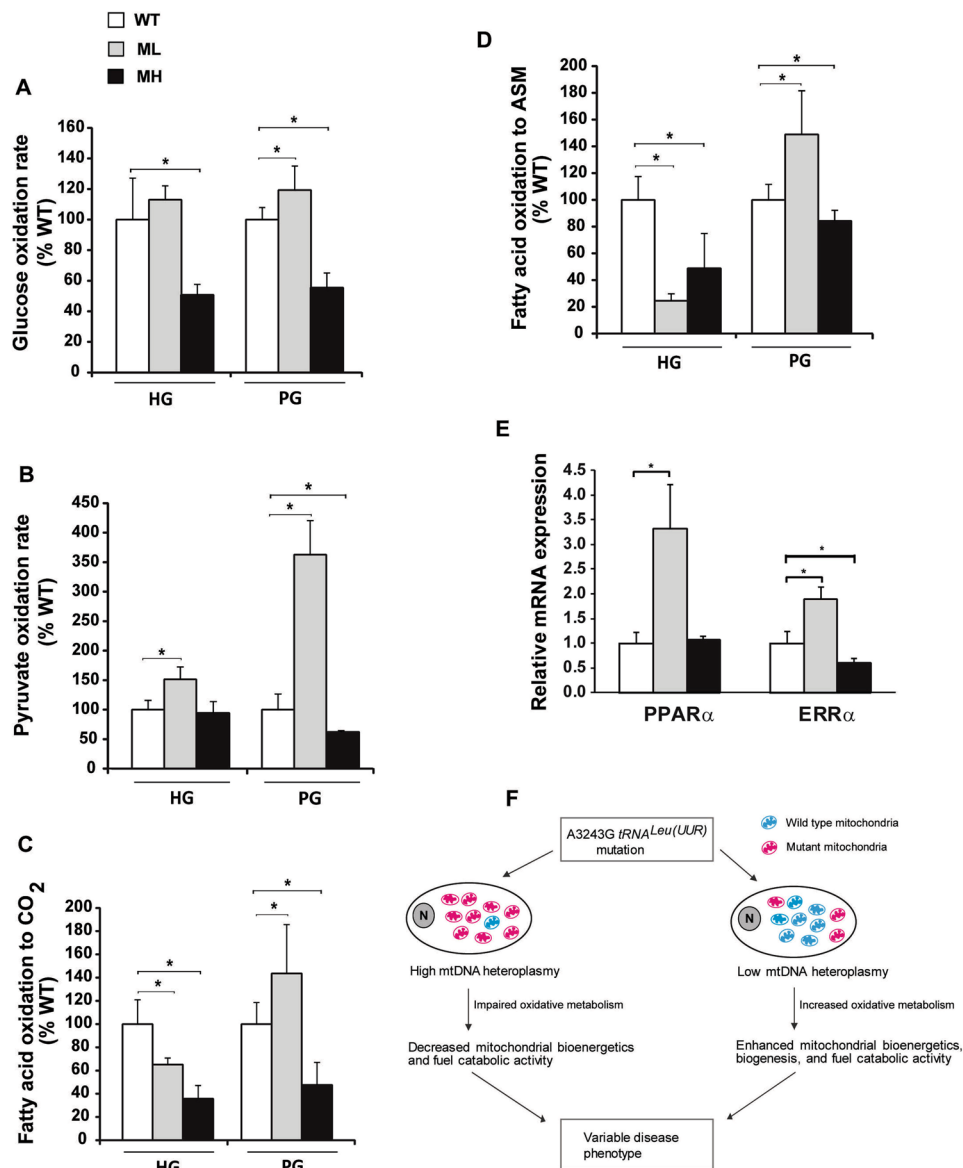 WT
ML
MH
A
Glucose oxidation rate
(% WT)
160
140
120
100
80
60
40
20
0
*
*
*
HG
PG
B
Pyruvate oxidation rate
(% WT)
450
400
350
300
250
200
150
100
50
0
*
*
*
HG
PG
C
Fatty acid oxidation to CO2
(% WT)
200
180
160
140
120
100
80
60
40
20
0
*
*
*
*
HG
PG
D
Fatty acid oxidation to ASM
(% WT)
200
180
160
140
120
100
80
60
40
20
0
*
*
*
*
HG
PG
E
Relative mRNA expression
4.5
4.0
3.5
3.0
2.5
2.0
1.5
1.0
0.5
0.0
*
*
*
PPARα
ERRα
F
A3243G tRNA^Leu(UUR)
mutation
Wild type mitochondria
Mutant mitochondria
N
N
High mtDNA heteroplasmy
Low mtDNA heteroplasmy
Impaired oxidative metabolism
Increased oxidative metabolism
Decreased mitochondrial bioenergetics
and fuel catabolic activity
Enhanced mitochondrial bioenergetics,
biogenesis, and fuel catabolic activity
Variable disease
phenotype